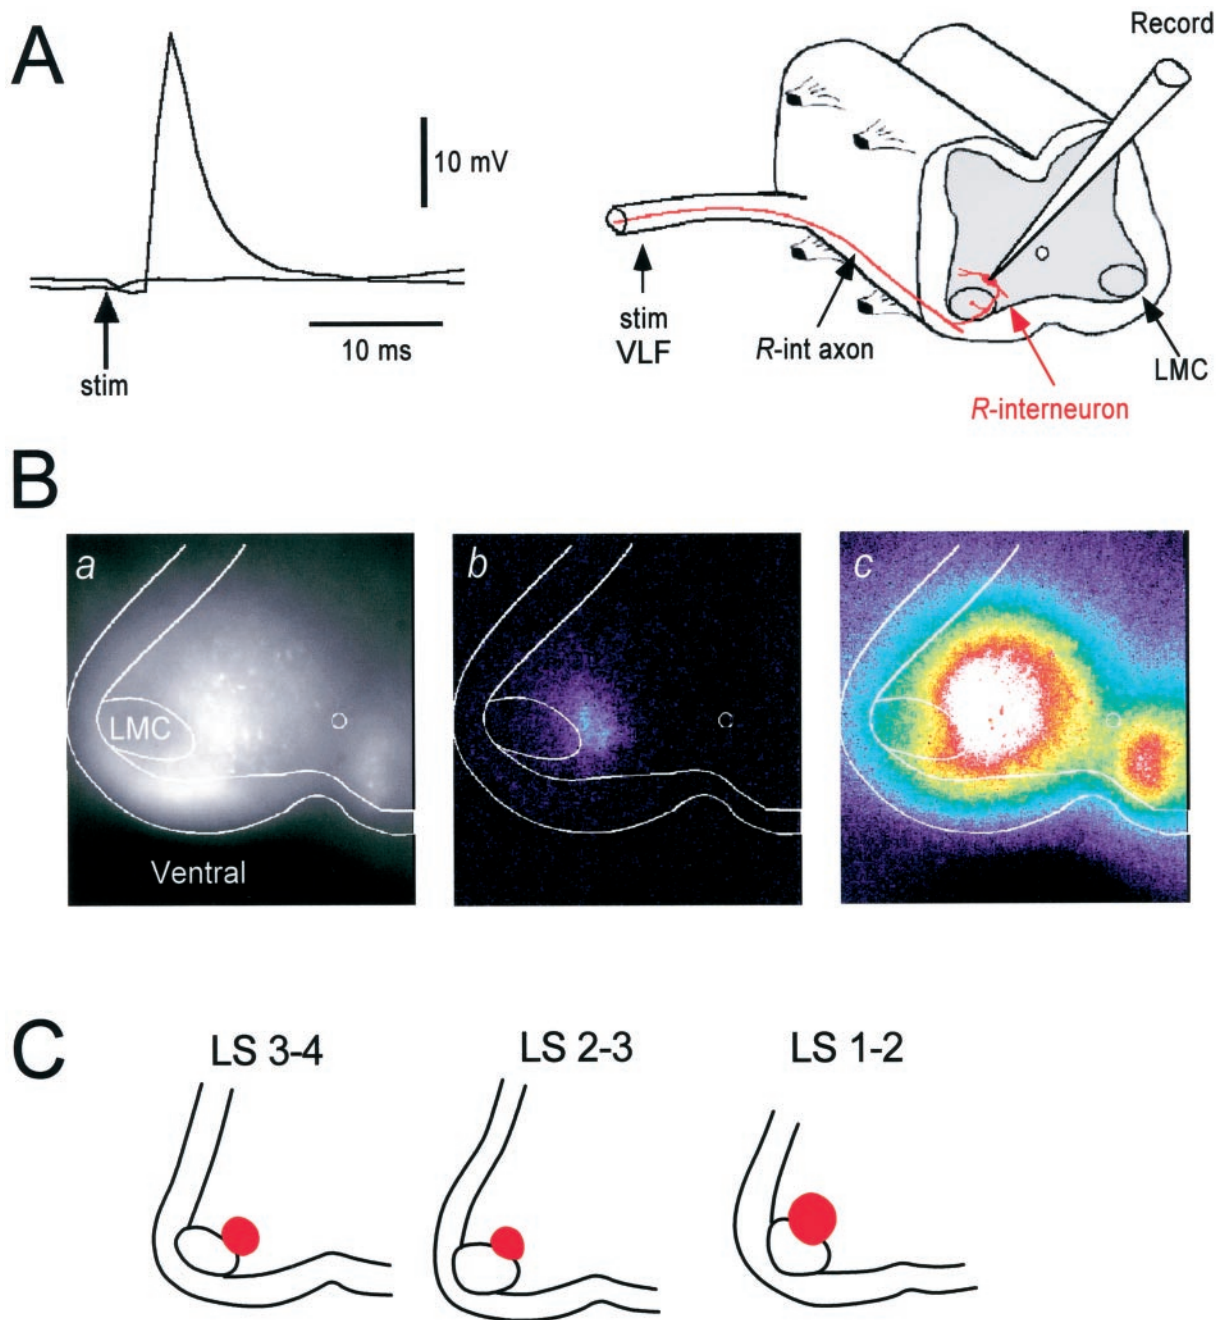 A
10 mV
10 ms
stim
Record
stim
VLF
R-int axon
LMC
R-interneuron
B
a
LMC
Ventral
b
c
C
LS 3-4
LS 2-3
LS 1-2